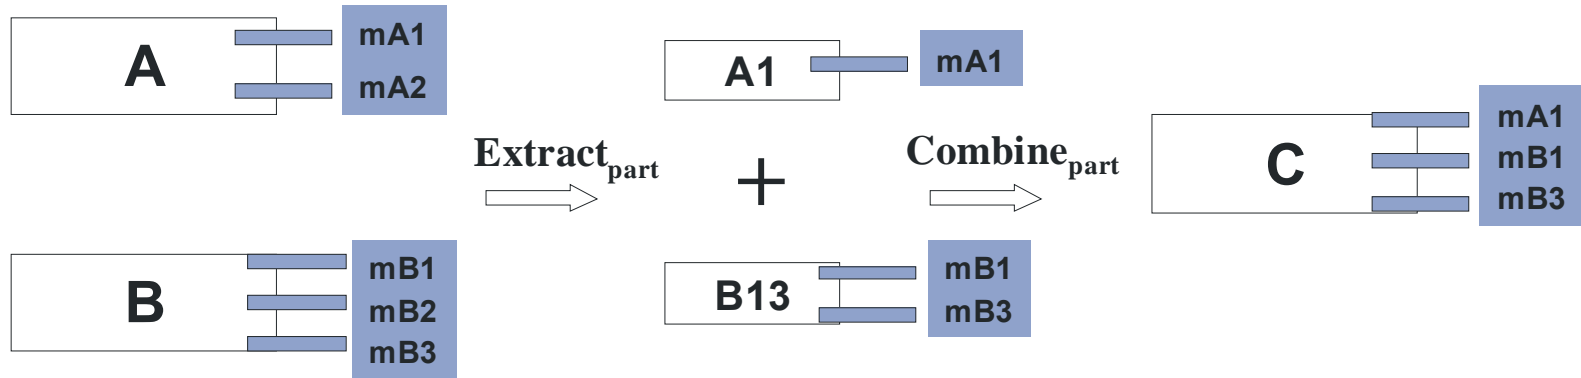 A
mA1
mA2
B
mB1
mB2
mB3
Extractpart
A1
mA1
+
B13
mB1
mB3
Combinepart
C
mA1
mB1
mB3